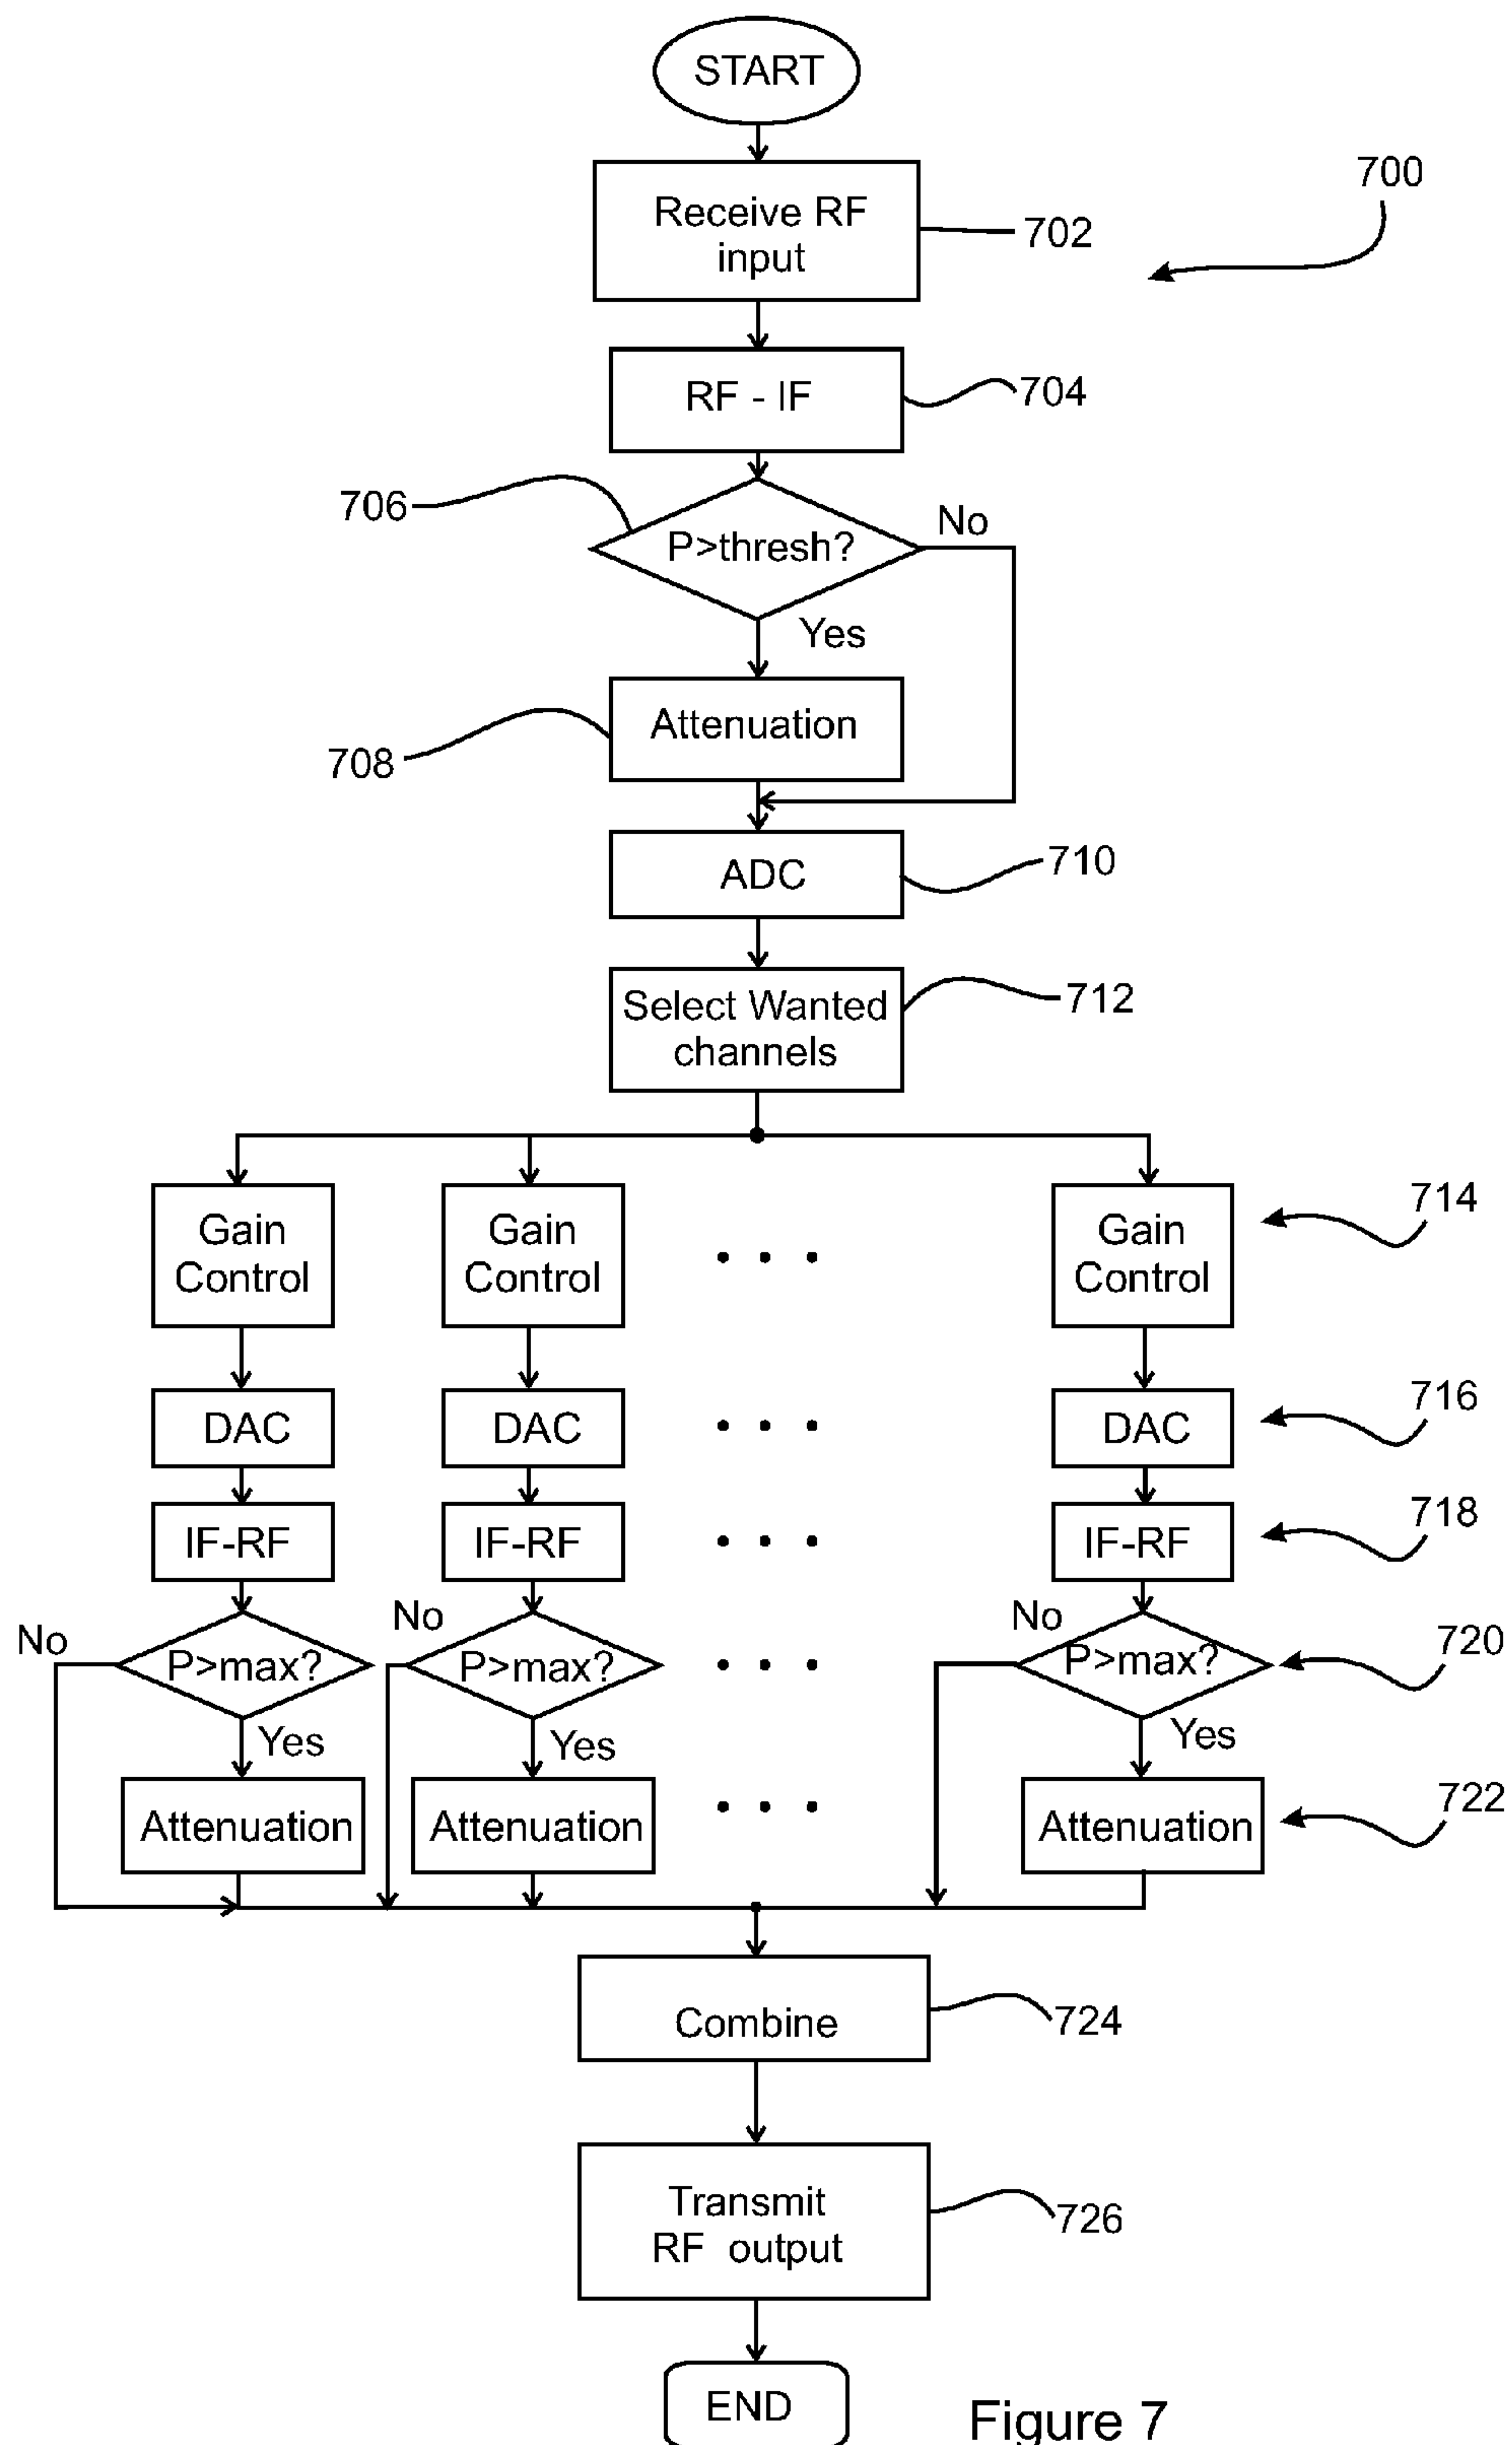 START
700
Receive RF
input
702
RF - IF
704
706
P>thresh?
No
Yes
Attenuation
708
ADC
710
Select Wanted
channels
712
Gain
Control
Gain
Control
. . .
Gain
Control
714
DAC
DAC
. . .
DAC
716
IF-RF
IF-RF
. . .
IF-RF
718
No
P>max?
Yes
No
P>max?
Yes
. . .
No
P>max?
Yes
720
Attenuation
Attenuation
. . .
Attenuation
722
Combine
724
Transmit
RF output
726
END
Figure 7